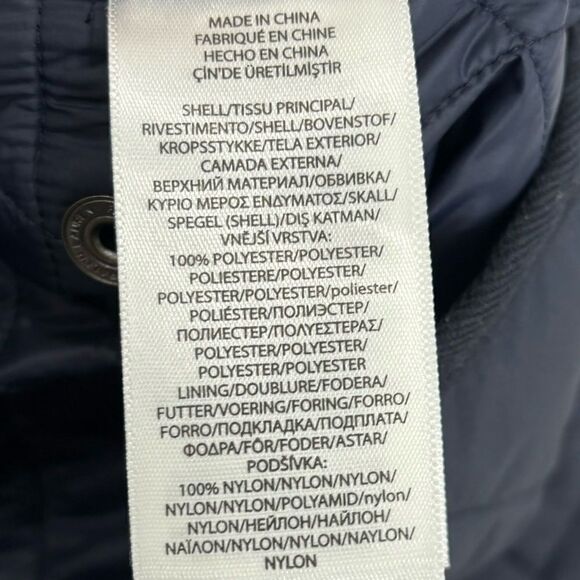 MADE IN CHINA
FABRIQUÉ EN CHINE
HECHO EN CHINA
ÇİN'DE ÜRETİLMİŞTİR
SHELL/TISSU PRINCIPAL/
RIVESTIMENTO/SHELL/BOVENSTOF/
KROPSSTYKKE/TELA EXTERIOR/
CAMADA EXTERNA/
ВЕРХНИЙ МАТЕРИАЛ/ОБВИВКА/
ΚΥΡΙΟ ΜΕΡΟΣ ΕΝΔΥΜΑΤΟΣ/SKALL/
SPEGEL (SHELL)/DIŞ KATMAN/
VNĚJŠÍ VRSTVA:
100% POLYESTER/POLYESTER/
POLIESTERE/POLYESTER/
POLYESTER/POLYESTER/poliester/
POLIÉSTER/ПОЛИЭСТЕР/
ПОЛИЕСТЕР/ΠΟΛΥΕΣΤΕΡΑΣ/
POLYESTER/POLYESTER/
POLYESTER/POLYESTER
LINING/DOUBLURE/FODERA/
FUTTER/VOERING/FORING/FORRO/
FORRO/ПОДКЛАДКА/ПОДПЛАТА/
ΦΟΔΡΑ/FÔR/FODER/ASTAR/
PODŠÍVKA:
100% NYLON/NYLON/NYLON/
NYLON/NYLON/POLYAMID/nylon/
NYLON/НЕЙЛОН/НАЙЛОН/
ΝΑΪΛΟΝ/NYLON/NYLON/NAYLON/
NYLON